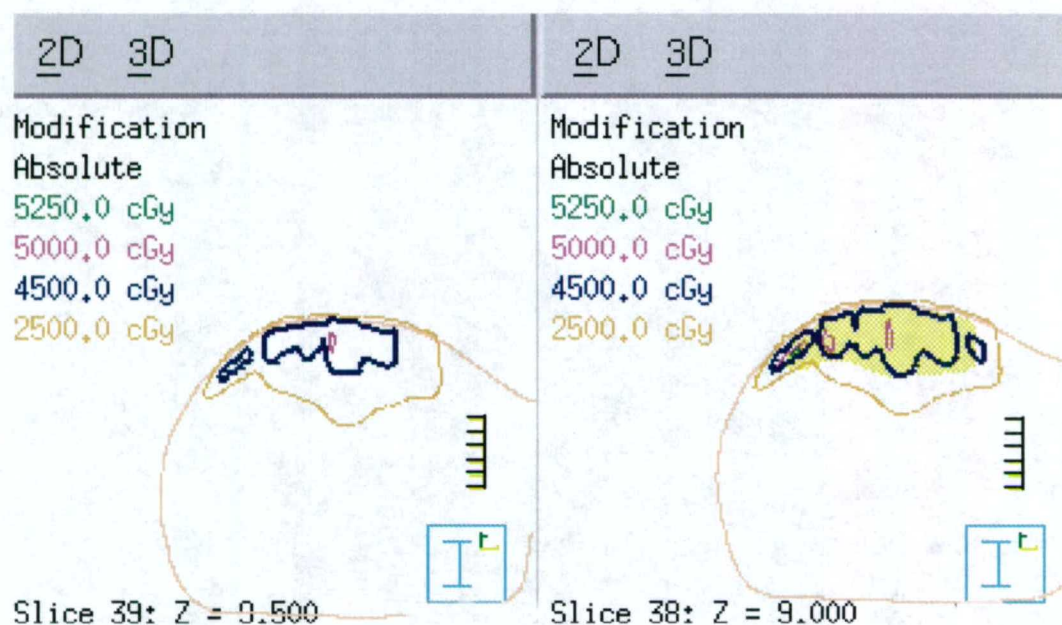 2D 3D
Modification
Absolute
5250.0 cGy
5000.0 cGy
4500.0 cGy
2500.0 cGy
Slice 39: Z = 9.500
2D 3D
Modification
Absolute
5250.0 cGy
5000.0 cGy
4500.0 cGy
2500.0 cGy
Slice 38: Z = 9.000